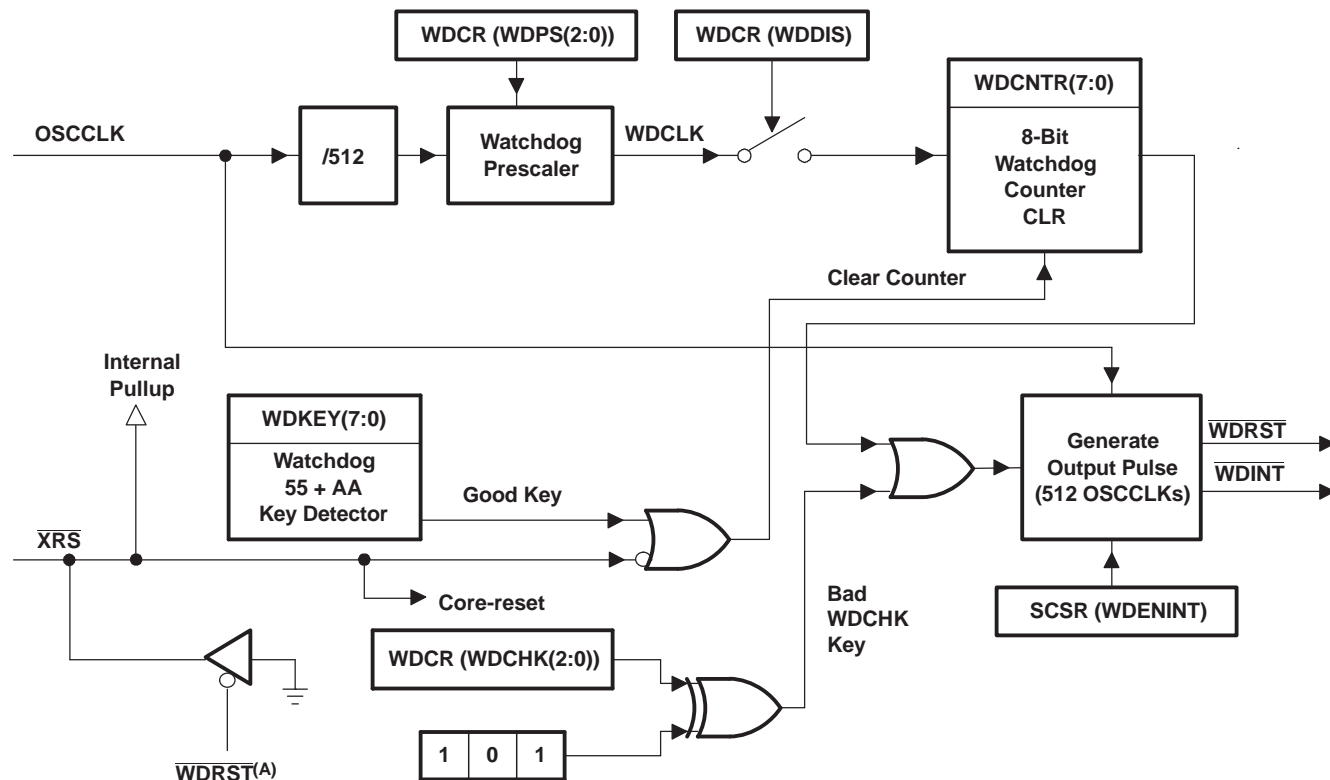 WDCR (WDPS(2:0))
WDCR (WDDIS)
WDCNTR(7:0)
OSCCLK
/512
Watchdog
Prescaler
WDCLK
8-Bit
Watchdog
Counter
CLR
Clear Counter
Internal
Pullup
WDKEY(7:0)
Watchdog
55 + AA
Key Detector
Good Key
Generate
Output Pulse
(512 OSCCLKs)
WDRST
WDINT
XRS
Core-reset
Bad
WDCHK
Key
SCSR (WDENINT)
WDCR (WDCHK(2:0))
1 0 1
WDRST(A)